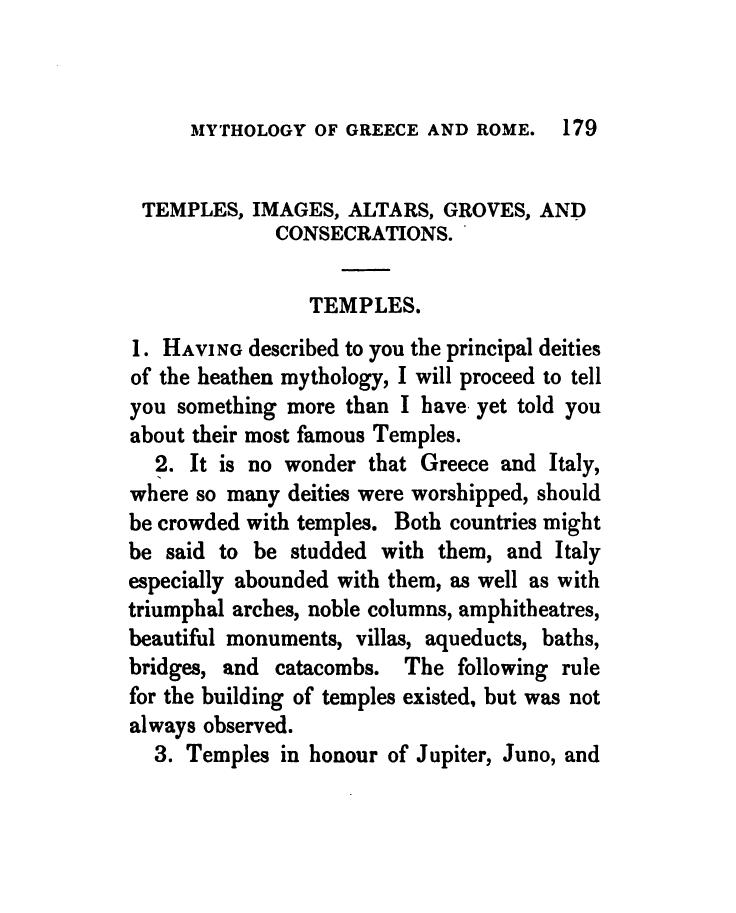 MYTHOLOGY OF GREECE AND ROME. 179
TEMPLES, IMAGES, ALTARS, GROVES, AND
CONSECRATIONS.
TEMPLES.
1. HAVING described to you the principal deities
of the heathen mythology, I will proceed to tell
you something more than I have yet told you
about their most famous Temples.
2. It is no wonder that Greece and Italy,
where so many deities were worshipped, should
be crowded with temples. Both countries might
be said to be studded with them, and Italy
especially abounded with them, as well as with
triumphal arches, noble columns, amphitheatres,
beautiful monuments, villas, aqueducts, baths,
bridges, and catacombs. The following rule
for the building of temples existed, but was not
always observed.
3. Temples in honour of Jupiter, Juno, and